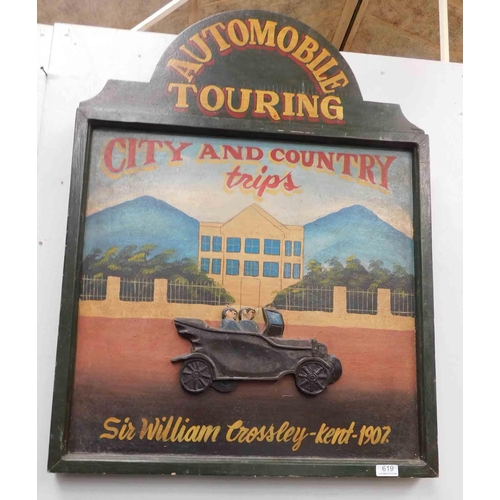 AUTOMOBILE
TOURING
CITY AND COUNTRY
trips
Sir William Crossley-Kent-1907.
619